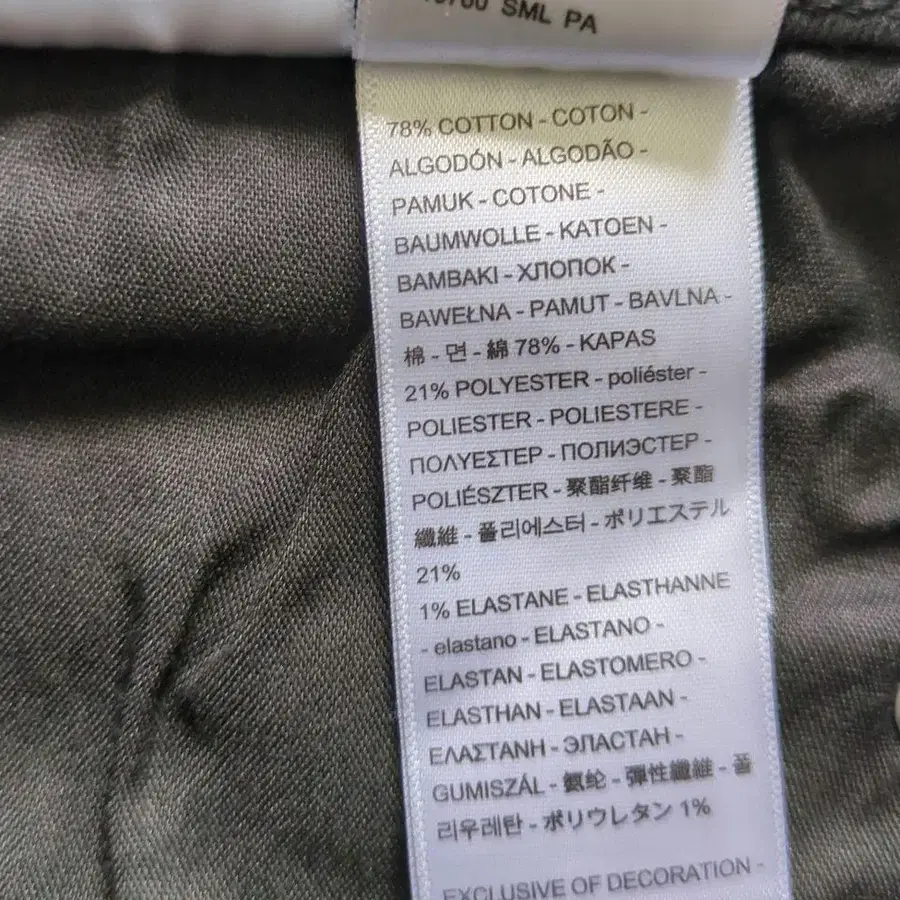 SML PA
78% COTTON - COTON -
ALGODÓN - ALGODÃO -
PAMUK - COTONE -
BAUMWOLLE - KATOEN -
BAMBAKI - ХЛОПОК -
BAWEŁNA - PAMUT - BAVLNA -
棉 - 면 - 綿 78% - KAPAS
21% POLYESTER - poliéster -
POLIESTER - POLIESTERE -
ΠΟΛΥΕΣΤΕΡ - ПОЛИЭСТЕР -
POLIÉSZTER - 聚酯纤维 - 聚酯
纖維 - 폴리에스터 - ポリエステル
21%
1% ELASTANE - ELASTHANNE
- elastano - ELASTANO -
ELASTAN - ELASTOMERO -
ELASTHAN - ELASTAAN -
ΕΛΑΣΤΑΝΗ - ЭЛАСТАН -
GUMISZÁL - 氨纶 - 彈性纖維 - 폴
리우레탄 - ポリウレタン 1%
EXCLUSIVE OF DECORATION -